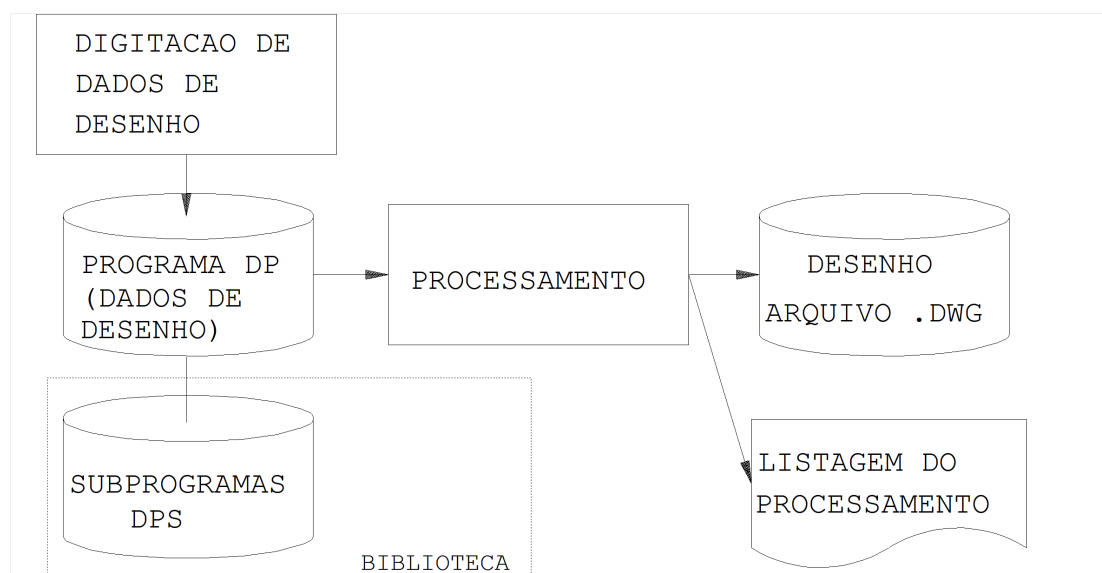 DIGITACAO DE
DADOS DE
DESENHO
PROGRAMA DP
(DADOS DE
DESENHO)
PROCESSAMENTO
DESENHO
ARQUIVO .DWG
SUBPROGRAMAS
DPS
BIBLIOTECA
LISTAGEM DO
PROCESSAMENTO